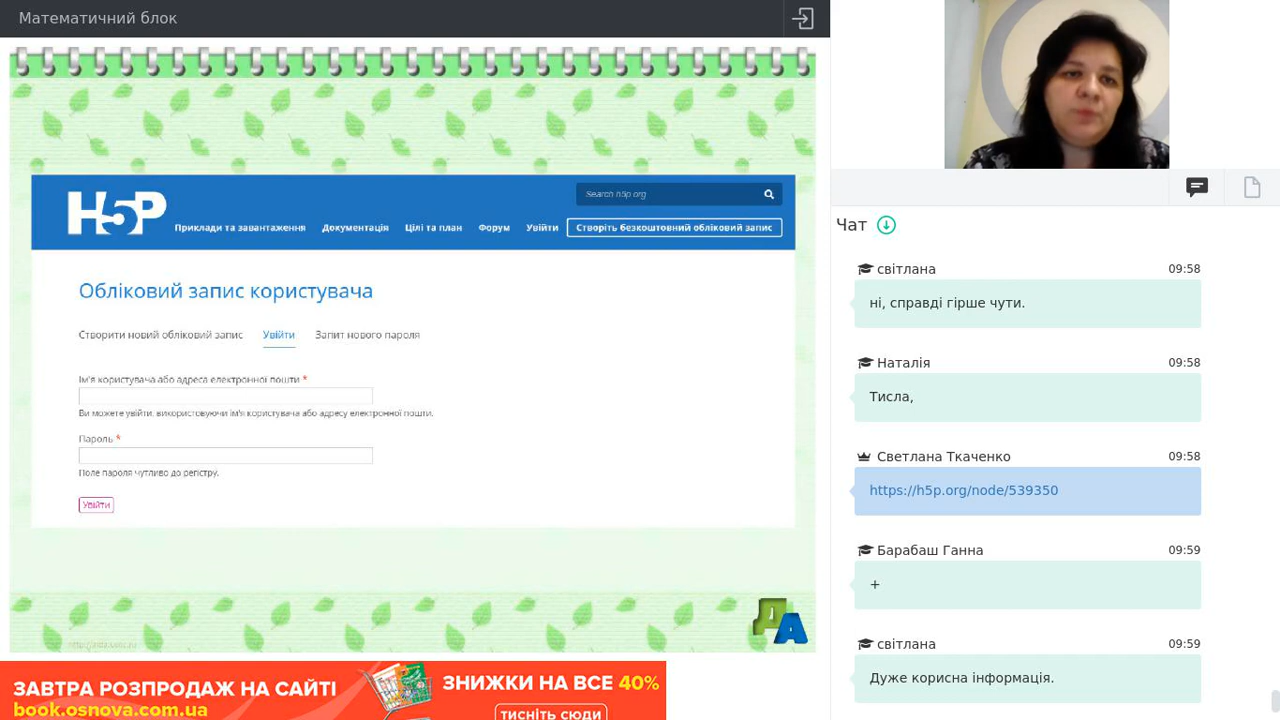 Математичний блок
H5P
Search h5p.org
Приклади та завантаження Документація Цілі та план Форум Увійти Створіть безкоштовний обліковий запис
Обліковий запис користувача
Створити новий обліковий запис Увійти Запит нового пароля
Ім'я користувача або адреса електронної пошти *
Ви можете увійти, використовуючи ім'я користувача або адресу електронної пошти.
Пароль *
Поле пароля чутливо до регістру.
Увійти
ДА
ЗАВТРА РОЗПРОДАЖ НА САЙТІ
book.osnova.com.ua
ЗНИЖКИ НА ВСЕ 40%
тисніть сюди
Чат
світлана 09:58
ні, справді гірше чути.
Наталія 09:58
Тисла,
Светлана Ткаченко 09:58
https://h5p.org/node/539350
Барабаш Ганна 09:59
+
світлана 09:59
Дуже корисна інформація.